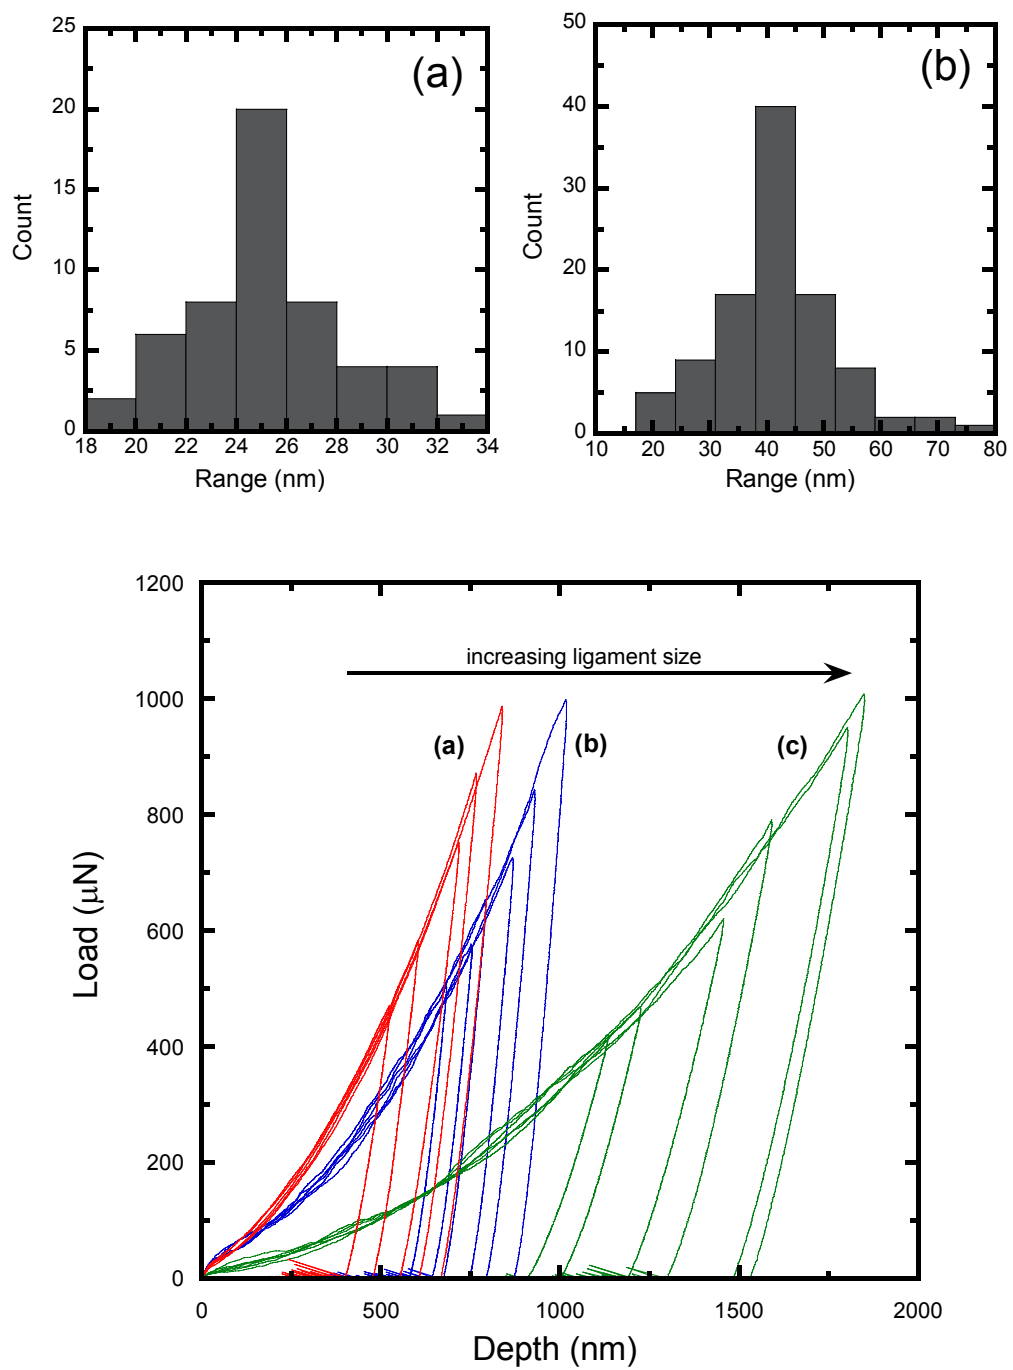 (a)
25
20
15
10
5
0
Count
18 20 22 24 26 28 30 32 34
Range (nm)
(b)
50
40
30
20
10
0
Count
10 20 30 40 50 60 70 80
Range (nm)
1200
1000
800
600
400
200
0
Load (μN)
increasing ligament size
(a)
(b)
(c)
0 500 1000 1500 2000
Depth (nm)